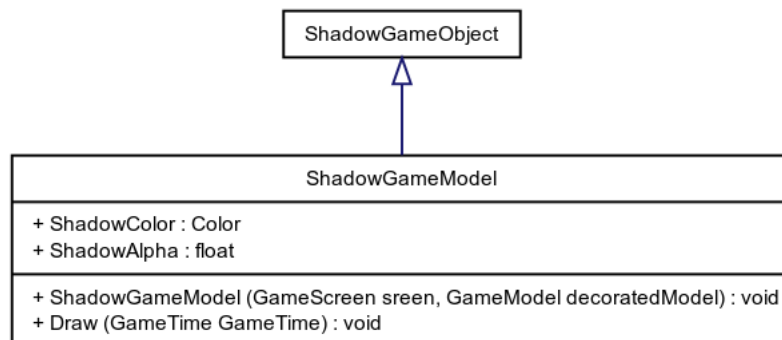 ShadowGameObject
ShadowGameModel
+ ShadowColor : Color
+ ShadowAlpha : float
+ ShadowGameModel (GameScreen sreen, GameModel decoratedModel) : void
+ Draw (GameTime GameTime) : void